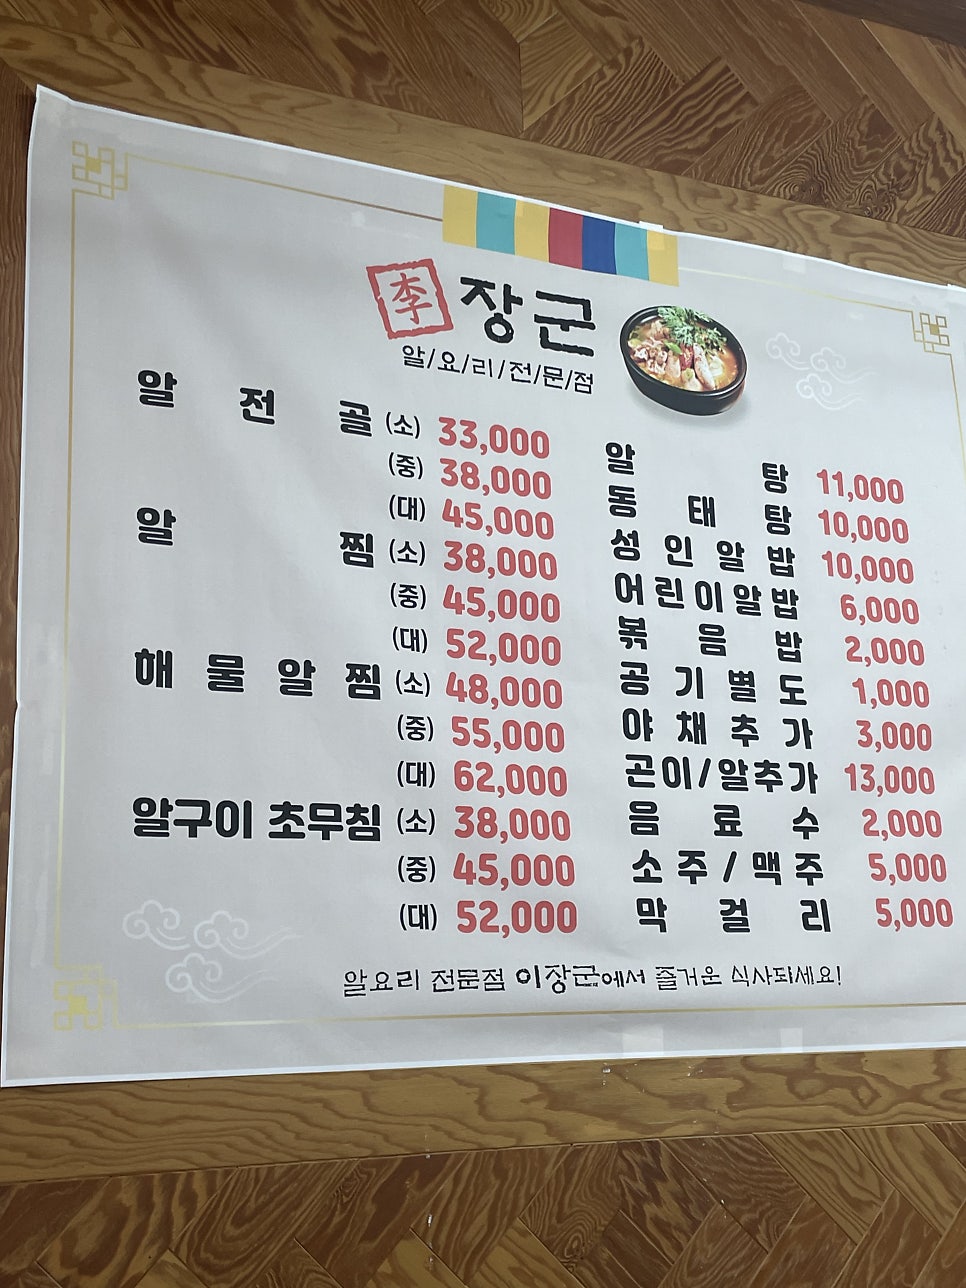 李 장군
알/요/리/전/문/점
알전골 (소) 33,000
(중) 38,000
(대) 45,000
알찜 (소) 38,000
(중) 45,000
(대) 52,000
해물알찜 (소) 48,000
(중) 55,000
(대) 62,000
알구이 초무침 (소) 38,000
(중) 45,000
(대) 52,000
알탕 11,000
동태탕 10,000
성인알밥 10,000
어린이알밥 6,000
볶음밥 2,000
공기별도 1,000
야채추가 3,000
곤이/알추가 13,000
음료수 2,000
소주/맥주 5,000
막걸리 5,000
알요리 전문점 이장군에서 즐거운 식사되세요!